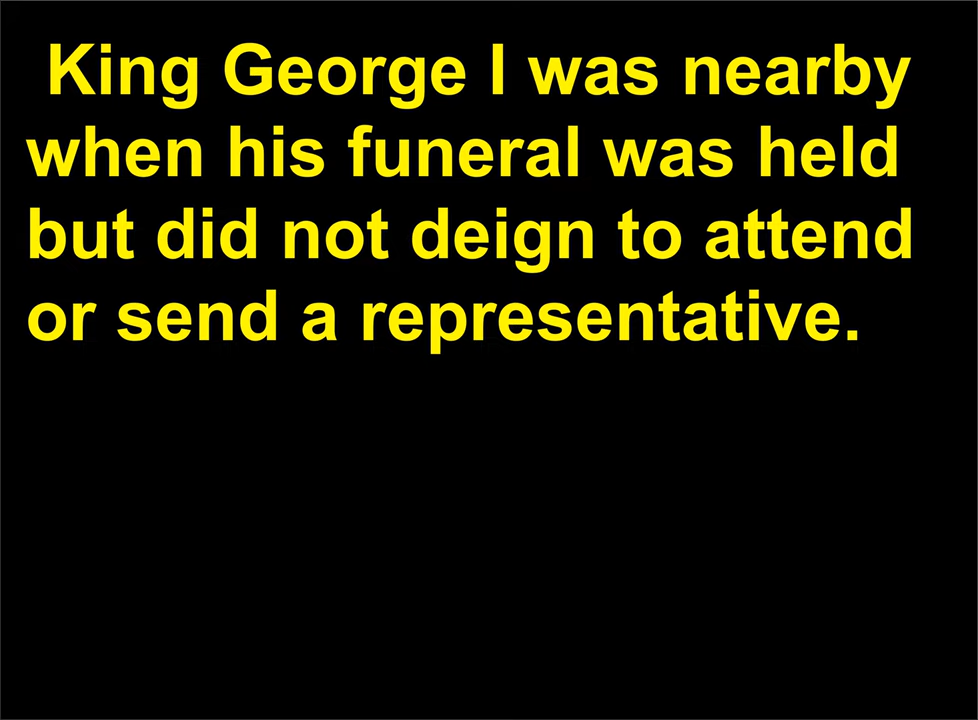 King George I was nearby
when his funeral was held
but did not deign to attend
or send a representative.